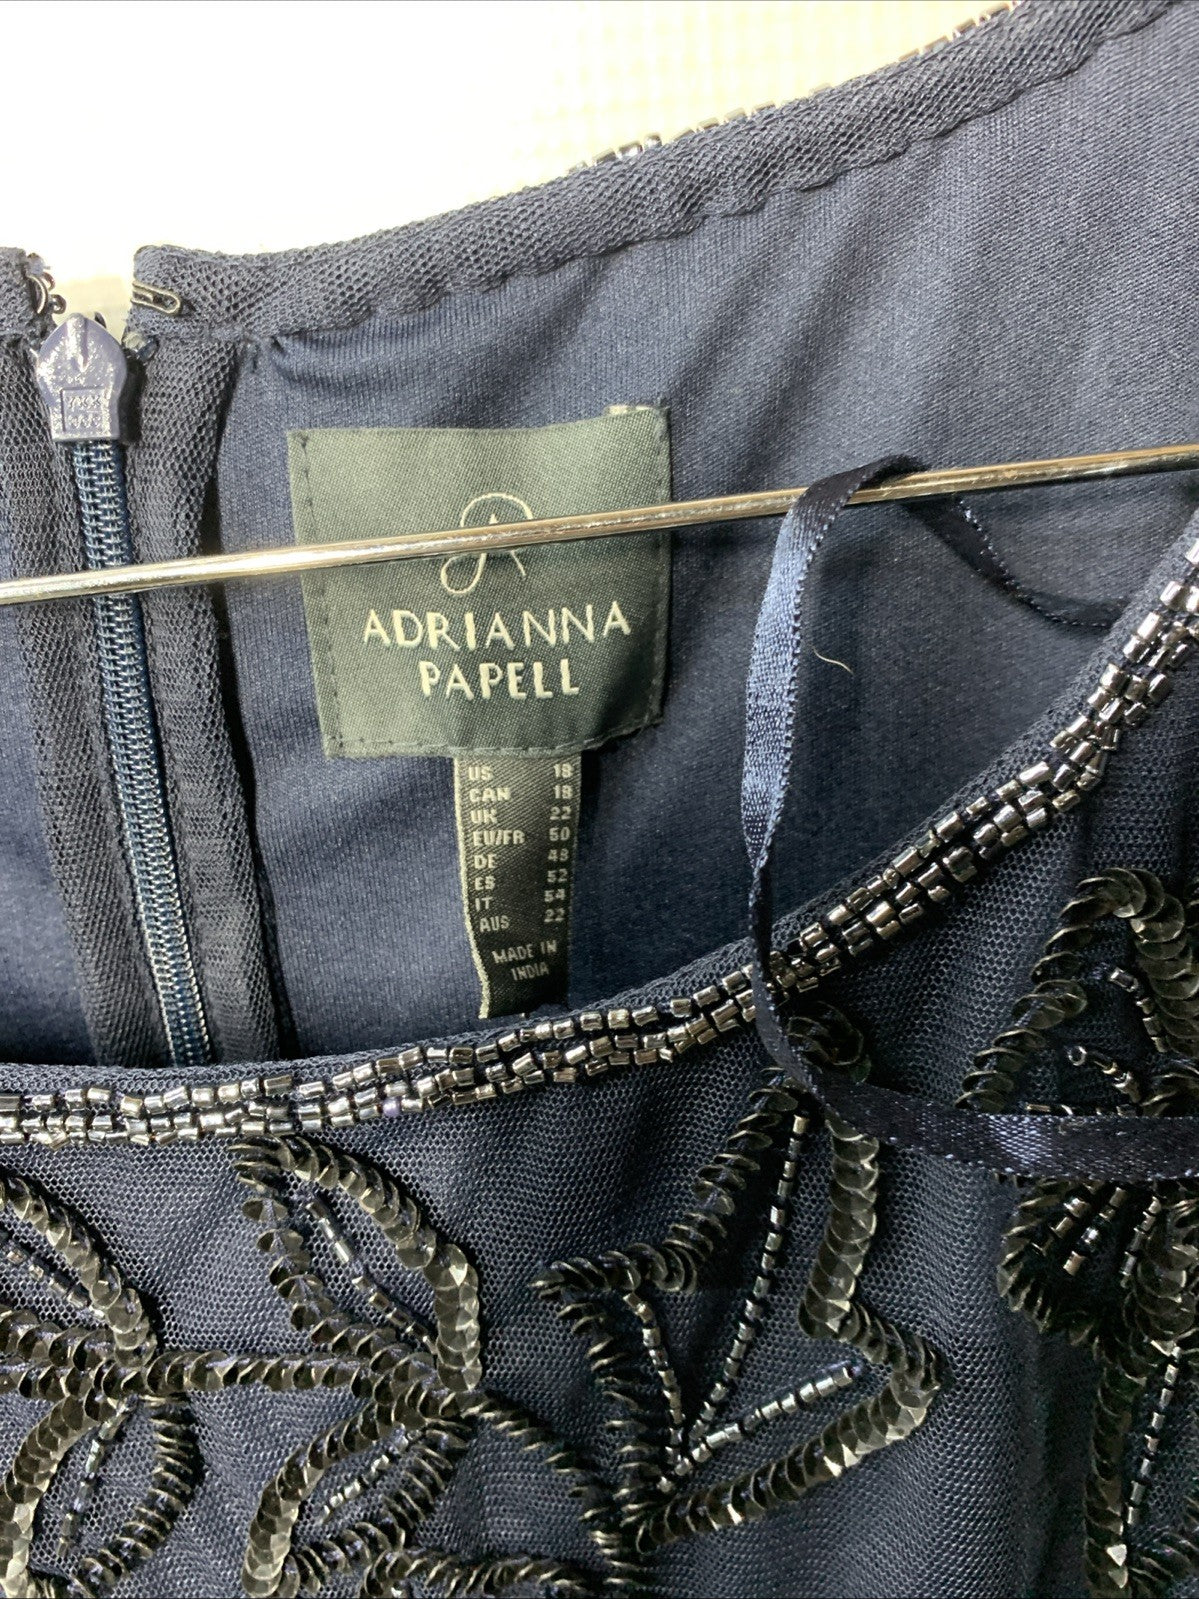 ADRIANNA
PAPELL
US 18
CAN 18
UK 22
EU/FR 50
DE 48
ES 52
IT 54
AUS 22
MADE IN
INDIA